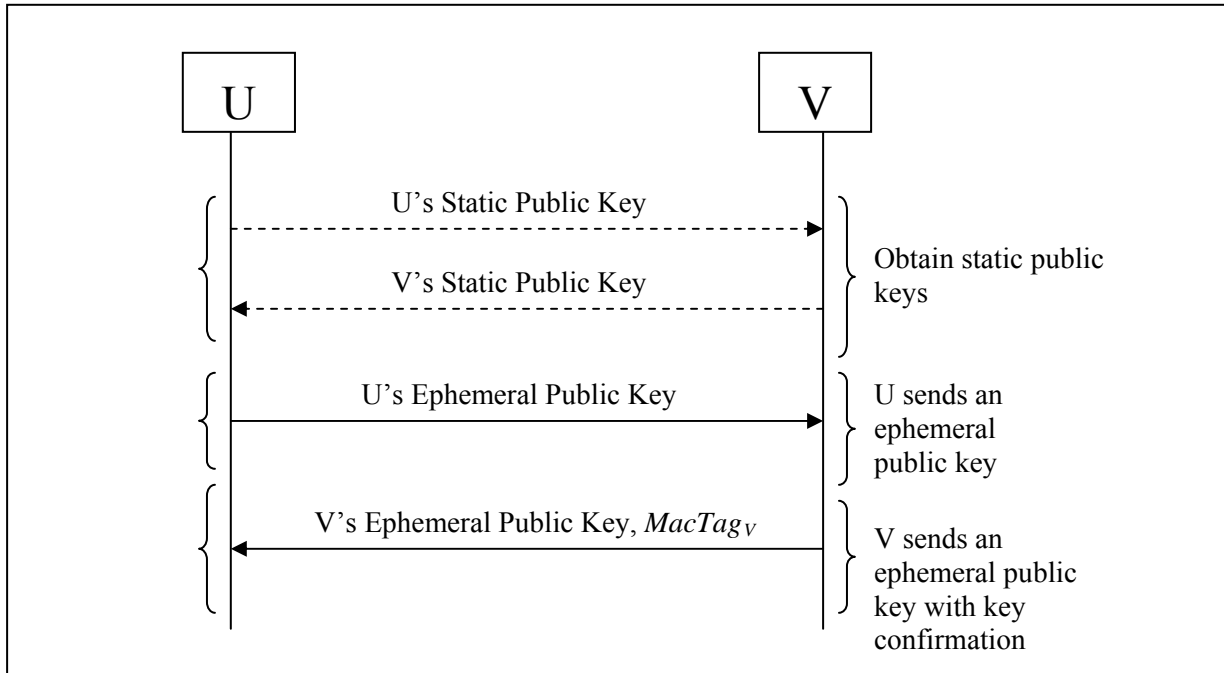 U
V
U's Static Public Key
V's Static Public Key
Obtain static public
keys
U’s Ephemeral Public Key
U sends an
ephemeral
public key
V’s Ephemeral Public Key, MacTagV
V sends an
ephemeral public
key with key
confirmation